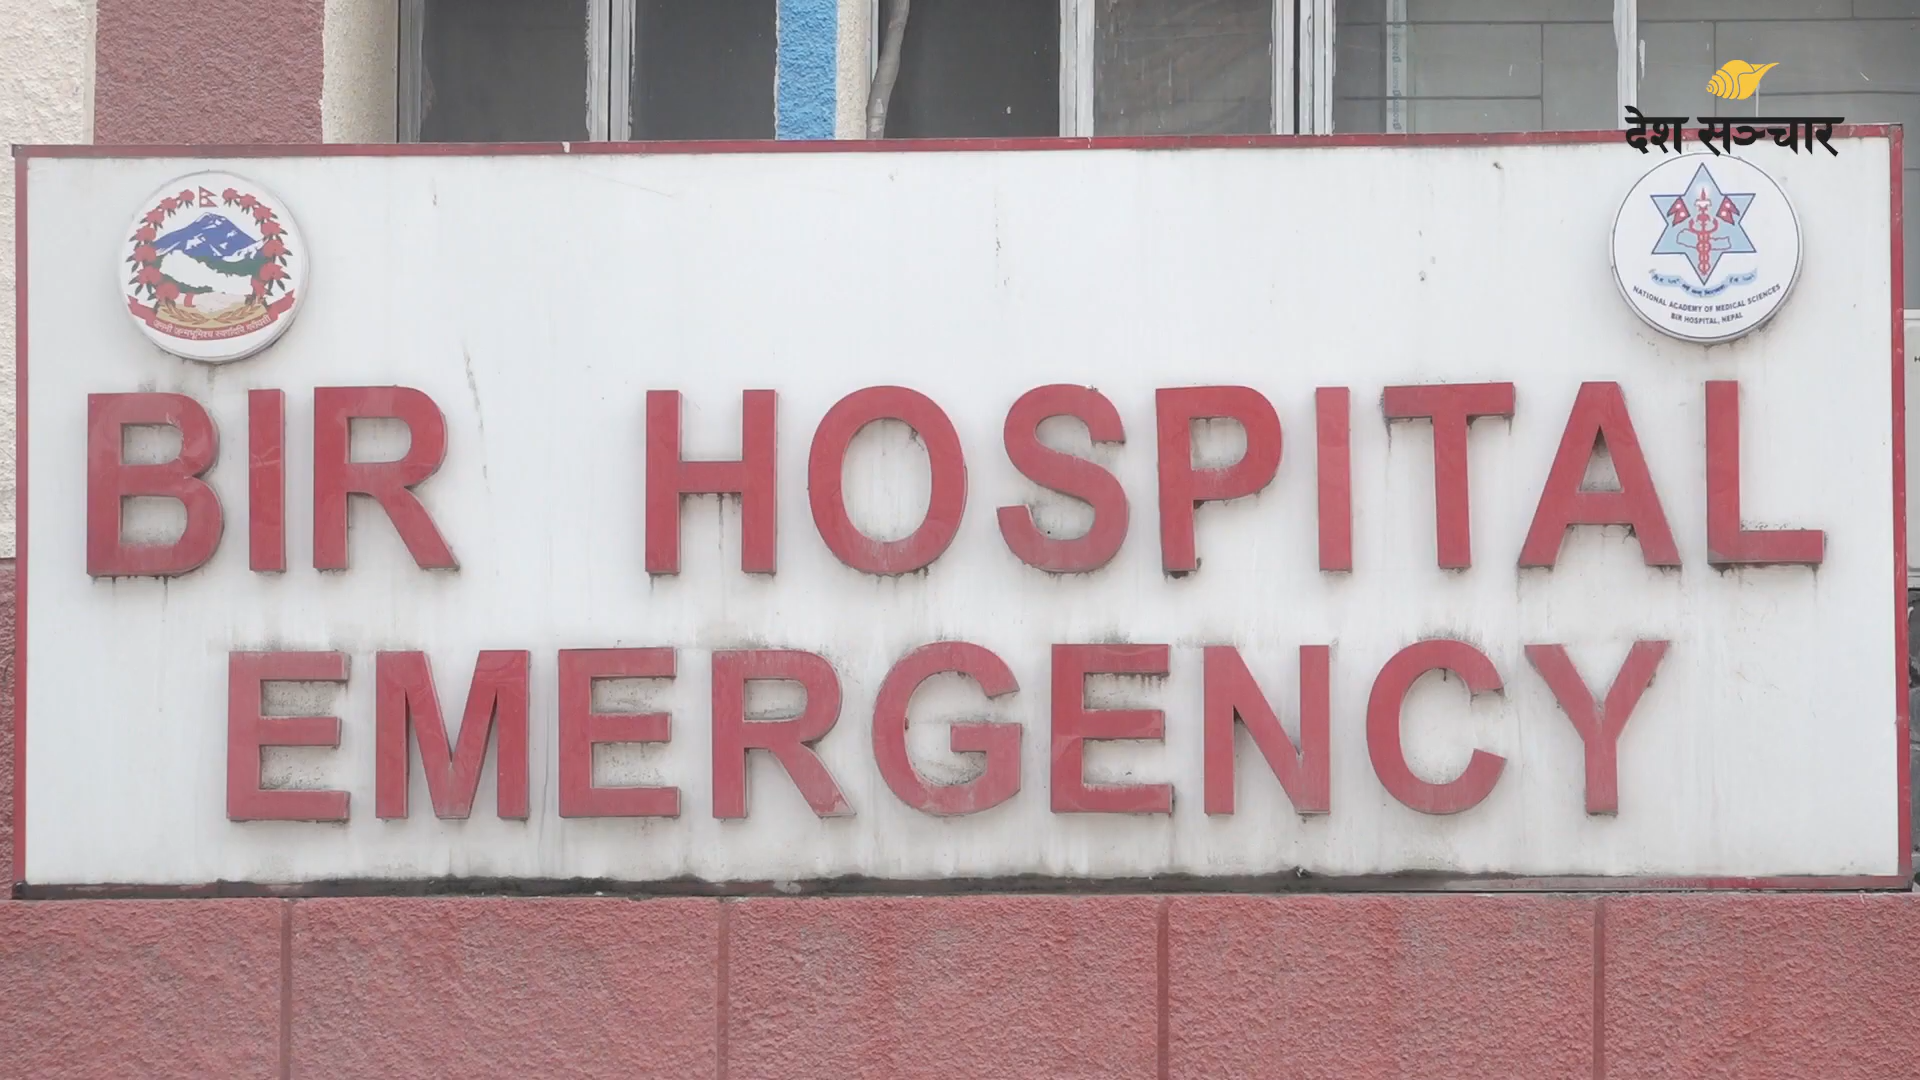 देश सञ्चार
NATIONAL ACADEMY OF MEDICAL SCIENCES
BIR HOSPITAL, NEPAL
BIR HOSPITAL
EMERGENCY